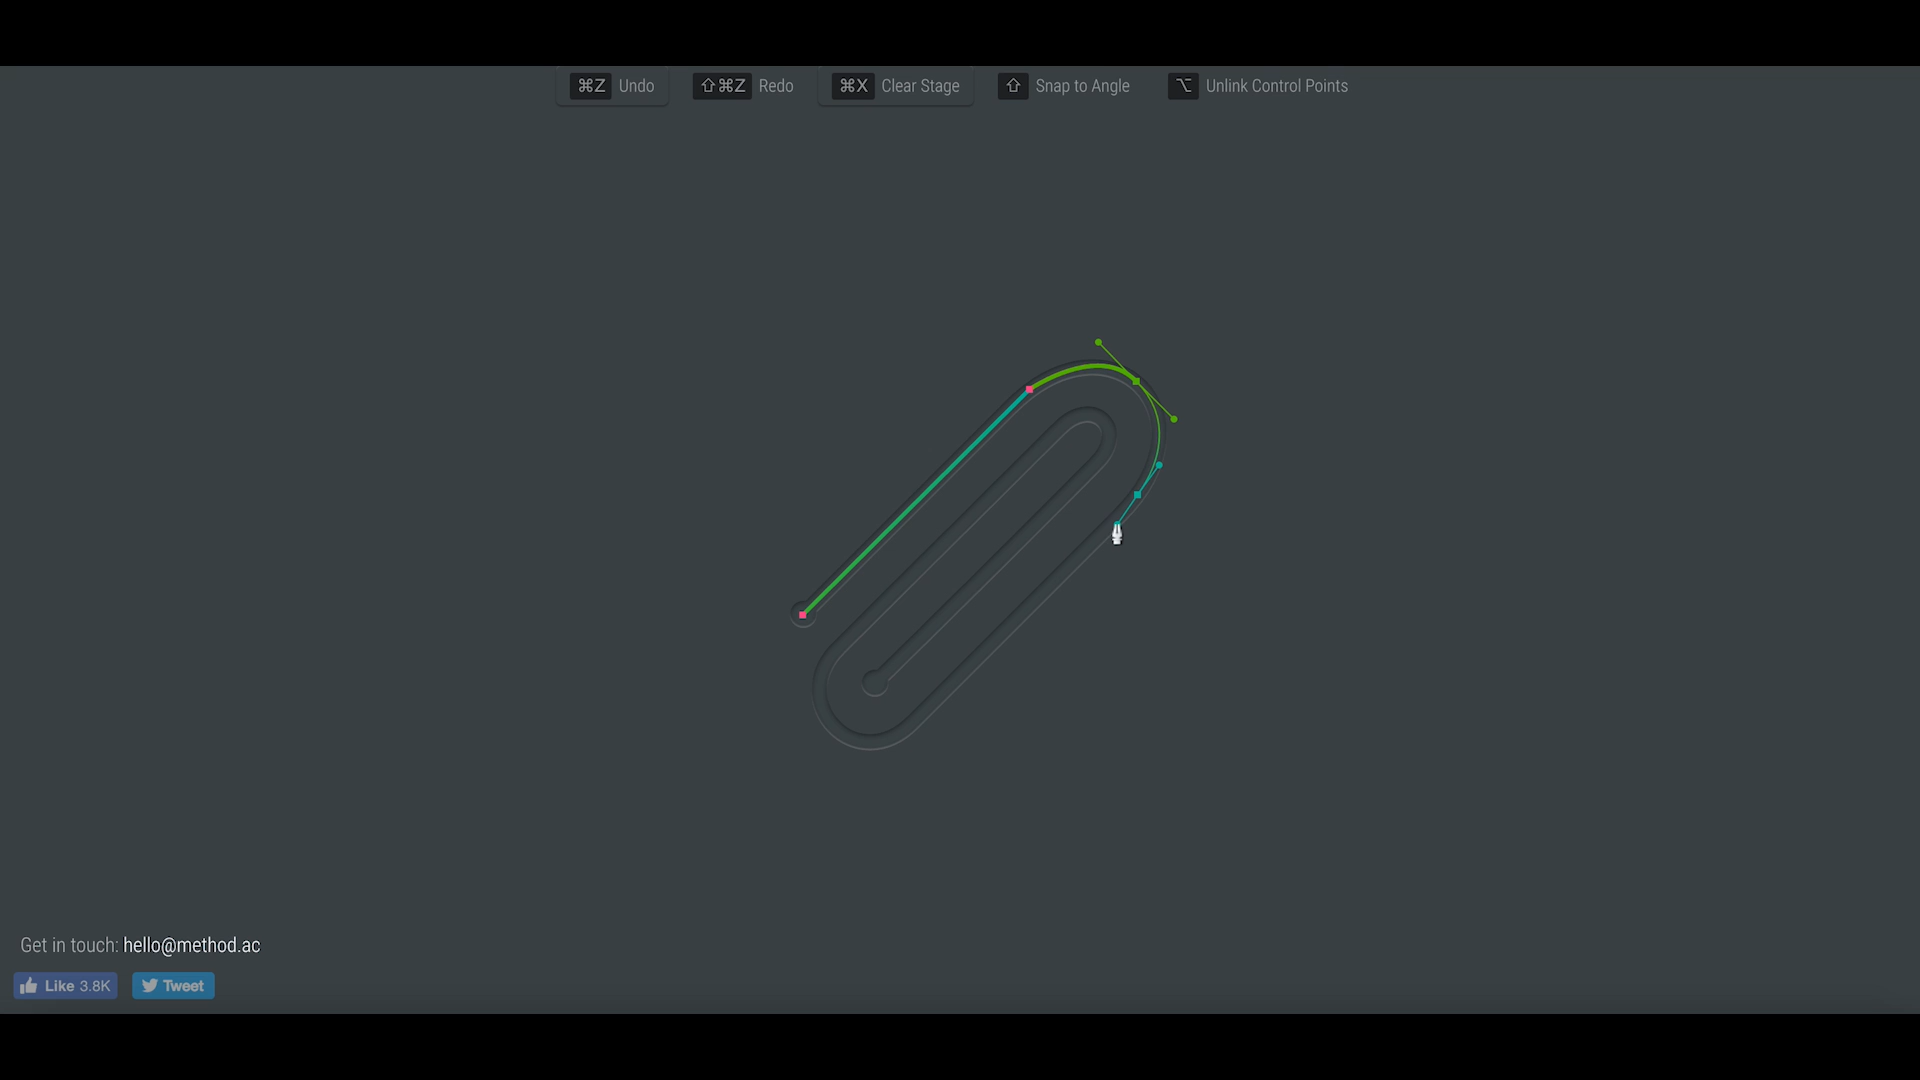 ⌘Z Undo ⇧⌘Z Redo ⌘X Clear Stage ⇧ Snap to Angle ⌥ Unlink Control Points
Get in touch: hello@method.ac
Like 3.8K Tweet